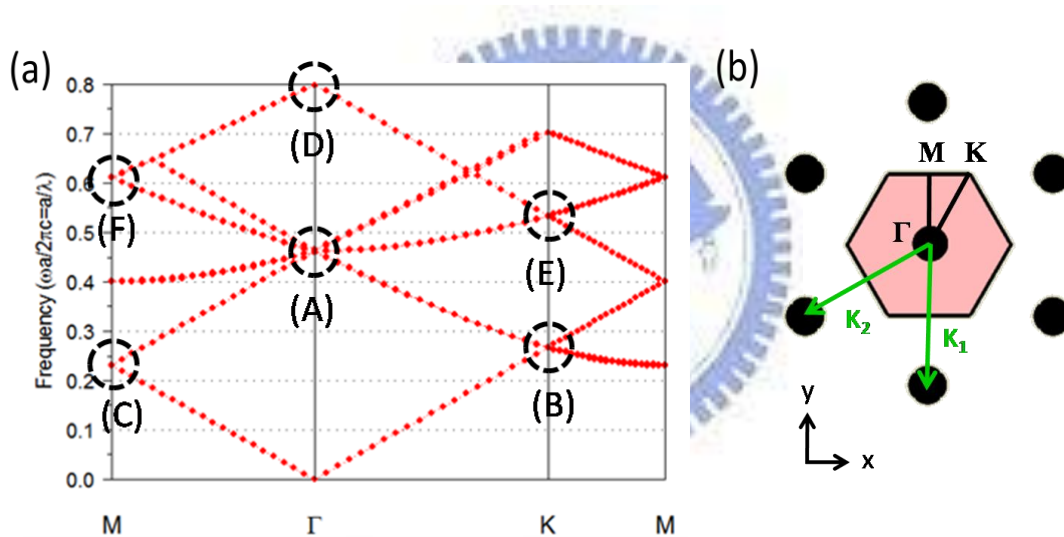 (a)
Frequency (ωa/2πc=a/λ)
0.8
0.7
0.6
0.5
0.4
0.3
0.2
0.1
0.0
(D)
(F)
(A)
(E)
(C)
(B)
M
Γ
K
M
(b)
M
K
Γ
K2
K1
y
x